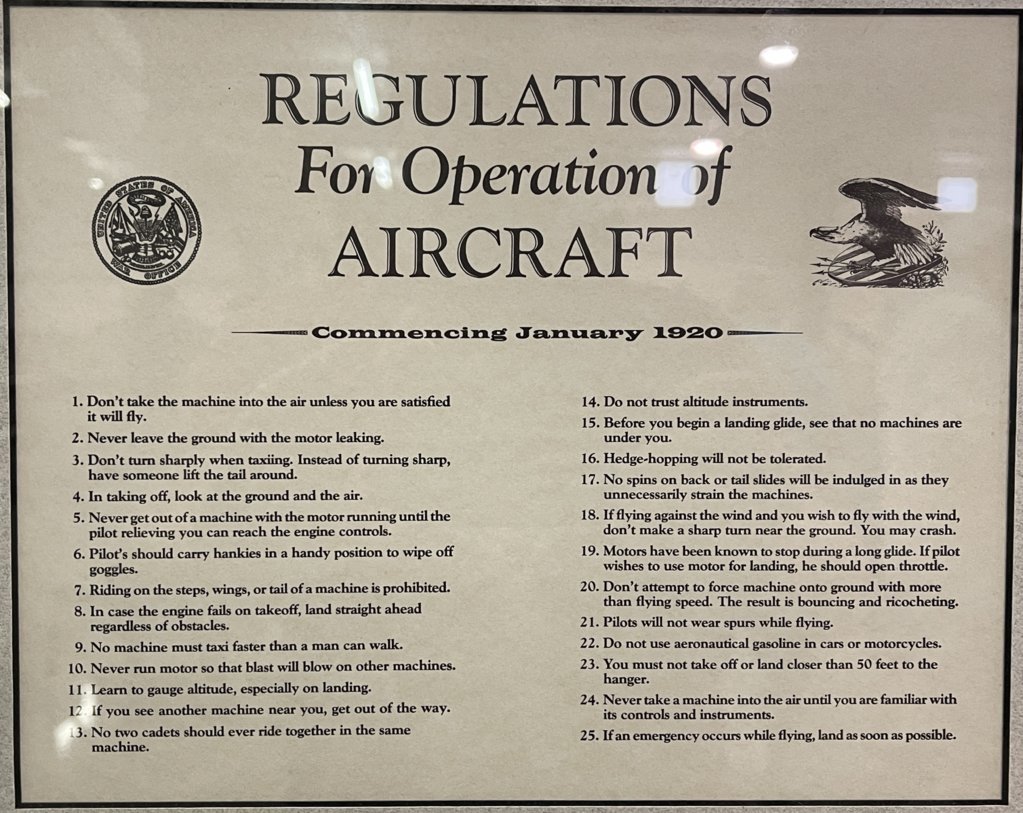 REGULATIONS
For Operation of
AIRCRAFT
UNITED STATES OF AMERICA
WAR OFFICE
Commencing January 1920
1. Don't take the machine into the air unless you are satisfied
it will fly.
2. Never leave the ground with the motor leaking.
3. Don't turn sharply when taxiing. Instead of turning sharp,
have someone lift the tail around.
4. In taking off, look at the ground and the air.
5. Never get out of a machine with the motor running until the
pilot relieving you can reach the engine controls.
6. Pilot's should carry hankies in a handy position to wipe off
goggles.
7. Riding on the steps, wings, or tail of a machine is prohibited.
8. In case the engine fails on takeoff, land straight ahead
regardless of obstacles.
9. No machine must taxi faster than a man can walk.
10. Never run motor so that blast will blow on other machines.
11. Learn to gauge altitude, especially on landing.
12. If you see another machine near you, get out of the way.
13. No two cadets should ever ride together in the same
machine.
14. Do not trust altitude instruments.
15. Before you begin a landing glide, see that no machines are
under you.
16. Hedge-hopping will not be tolerated.
17. No spins on back or tail slides will be indulged in as they
unnecessarily strain the machines.
18. If flying against the wind and you wish to fly with the wind,
don't make a sharp turn near the ground. You may crash.
19. Motors have been known to stop during a long glide. If pilot
wishes to use motor for landing, he should open throttle.
20. Don't attempt to force machine onto ground with more
than flying speed. The result is bouncing and ricocheting.
21. Pilots will not wear spurs while flying.
22. Do not use aeronautical gasoline in cars or motorcycles.
23. You must not take off or land closer than 50 feet to the
hanger.
24. Never take a machine into the air until you are familiar with
its controls and instruments.
25. If an emergency occurs while flying, land as soon as possible.